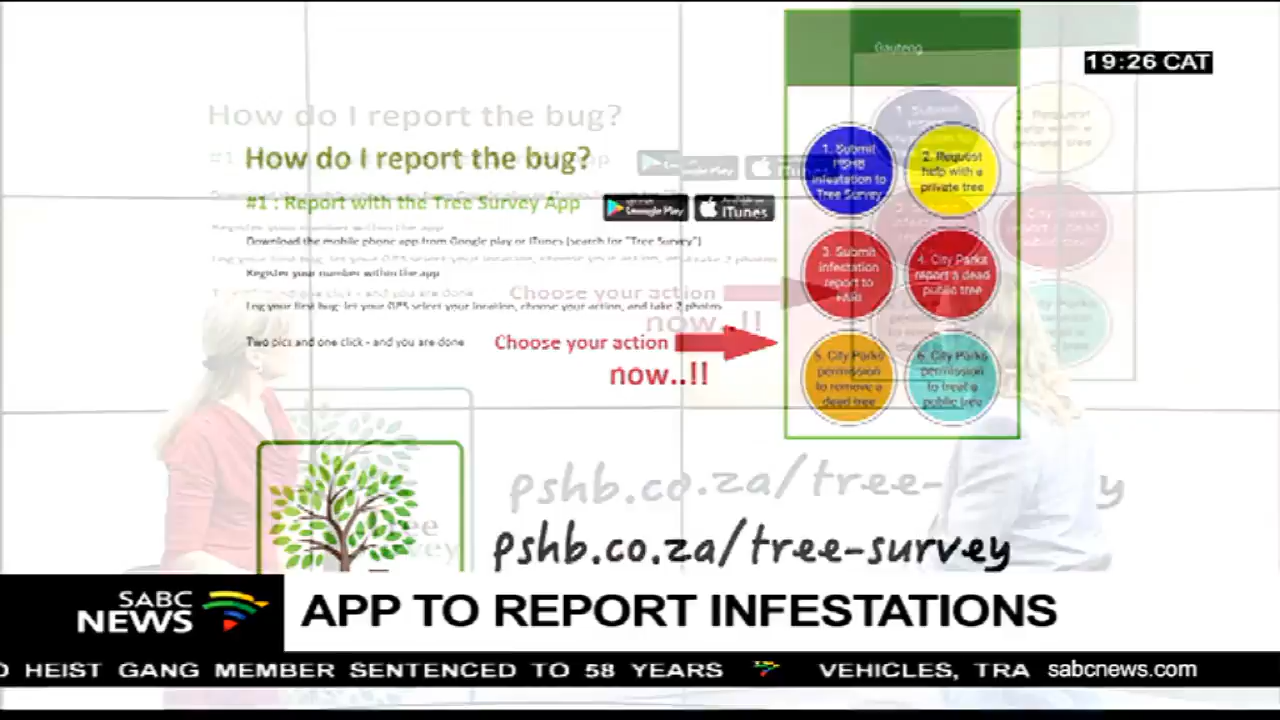 19:26 CAT
Gauteng
How do I report the bug?
#1 : Report with the Tree Survey App
Google Play
iTunes
Download the mobile phone app from Google play or iTunes (search for "Tree Survey")
Register your number within the app
Log your first bug: let your GPS select your location, choose your action, and take 2 photos
Two pics and one click - and you are done
Choose your action
now..!!
1. Submit
PSHB
infestation to
Tree Survey
2. Request
help with a
private tree
3. Submit
infestation
report to
FABI
4. City Parks
report a dead
public tree
5. City Parks
permission
to remove a
dead tree
6. City Parks
permission
to treat a
public tree
pshb.co.za/tree-survey
SABC
NEWS
APP TO REPORT INFESTATIONS
HEIST GANG MEMBER SENTENCED TO 58 YEARS VEHICLES, TRA
sabcnews.com